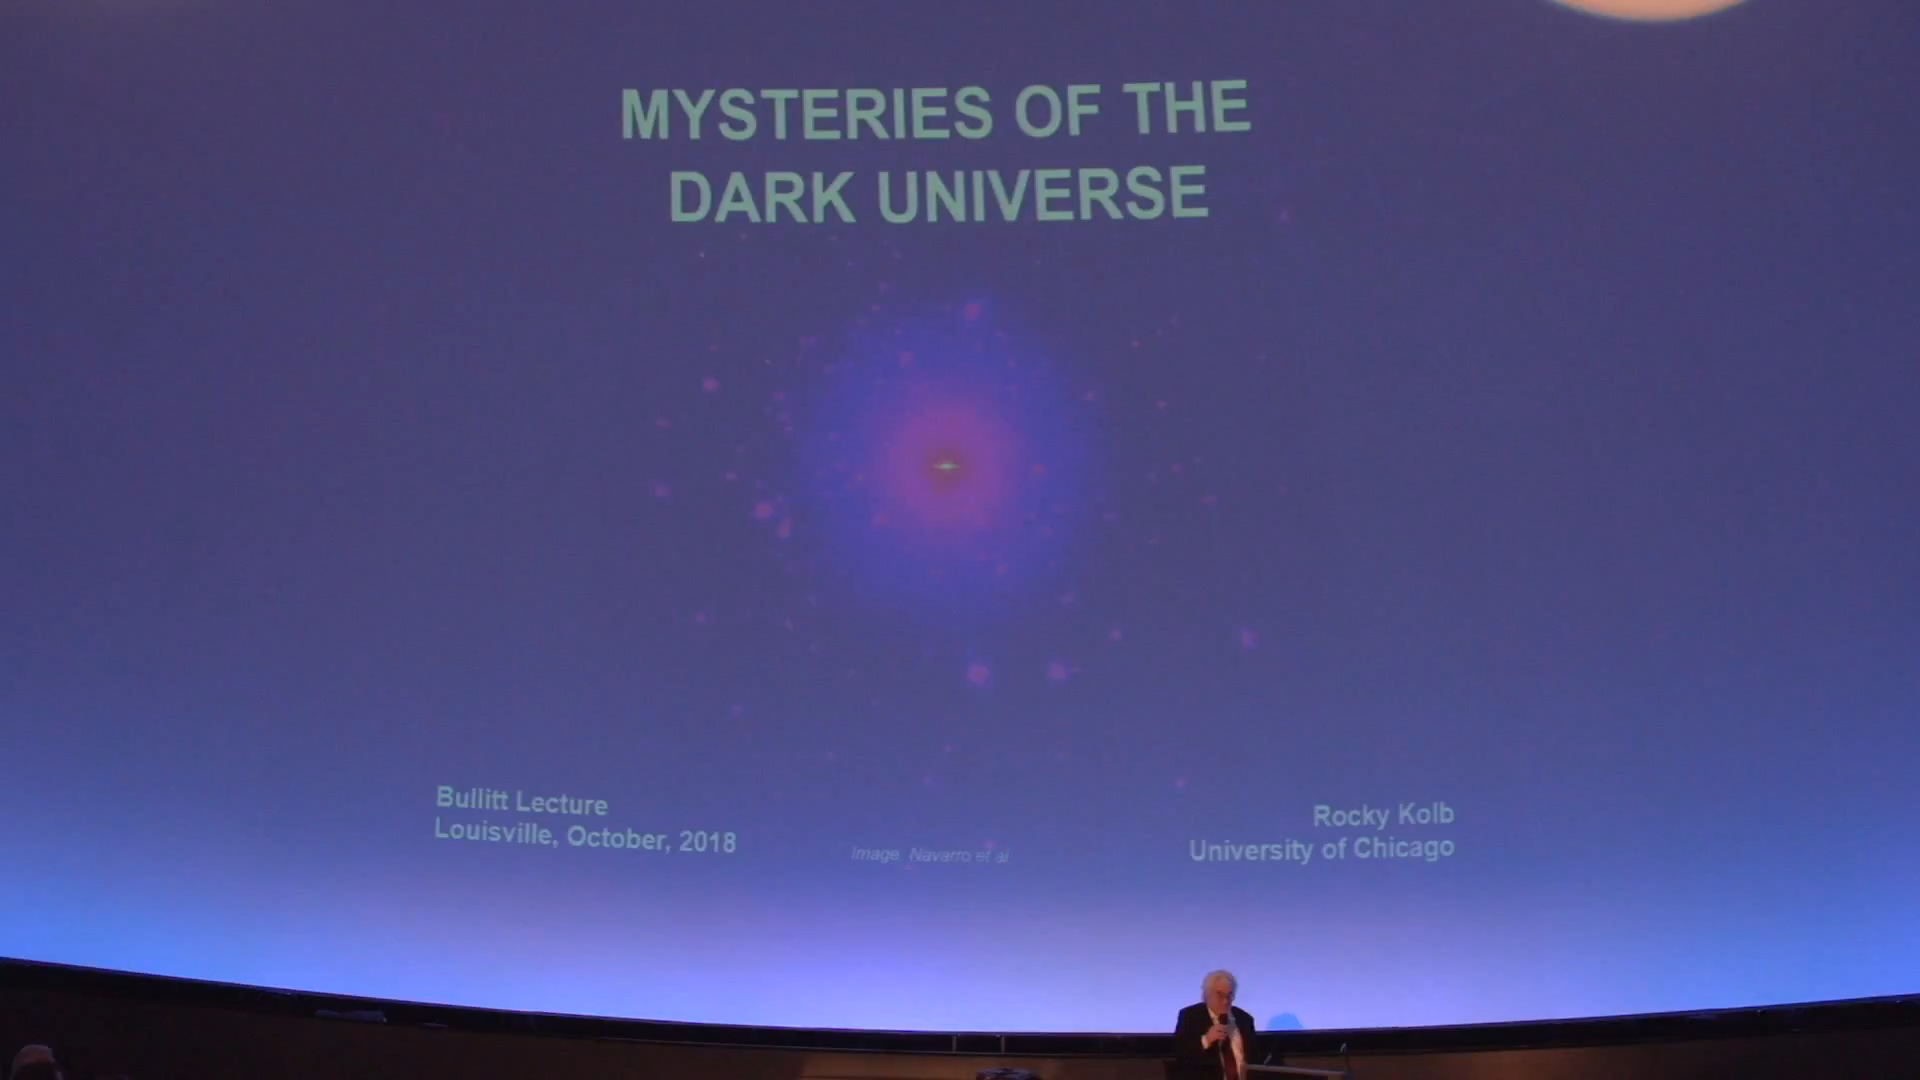 MYSTERIES OF THE
DARK UNIVERSE
Bullitt Lecture
Louisville, October, 2018
Image: Navarro et al
Rocky Kolb
University of Chicago